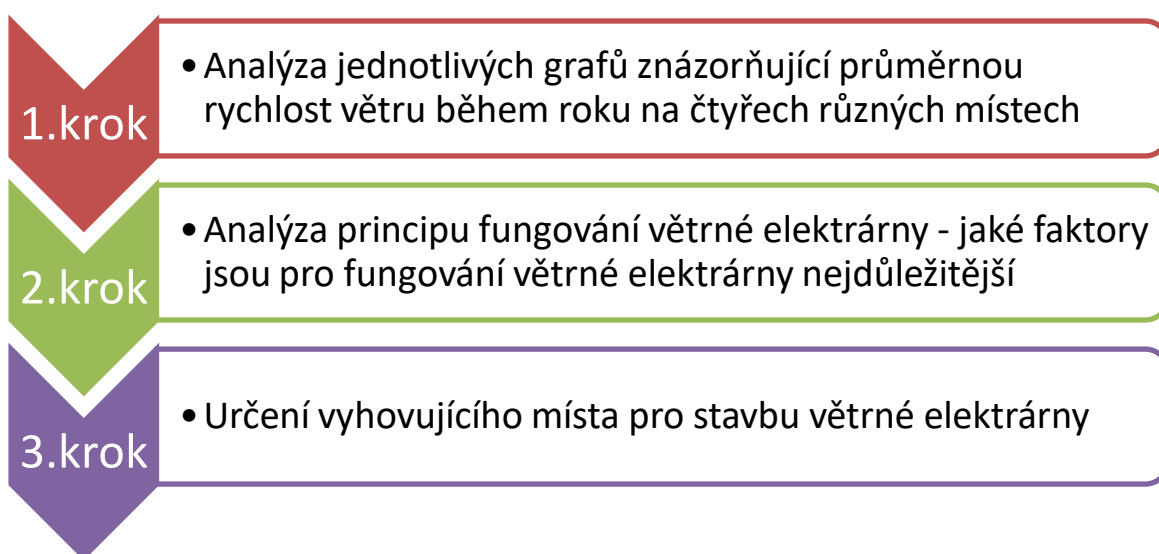 1.krok
• Analýza jednotlivých grafů znázorňující průměrnou
rychlost větru během roku na čtyřech různých místech
2.krok
• Analýza principu fungování větrné elektrárny - jaké faktory
jsou pro fungování větrné elektrárny nejdůležitější
3.krok
• Určení vyhovujícího místa pro stavbu větrné elektrárny